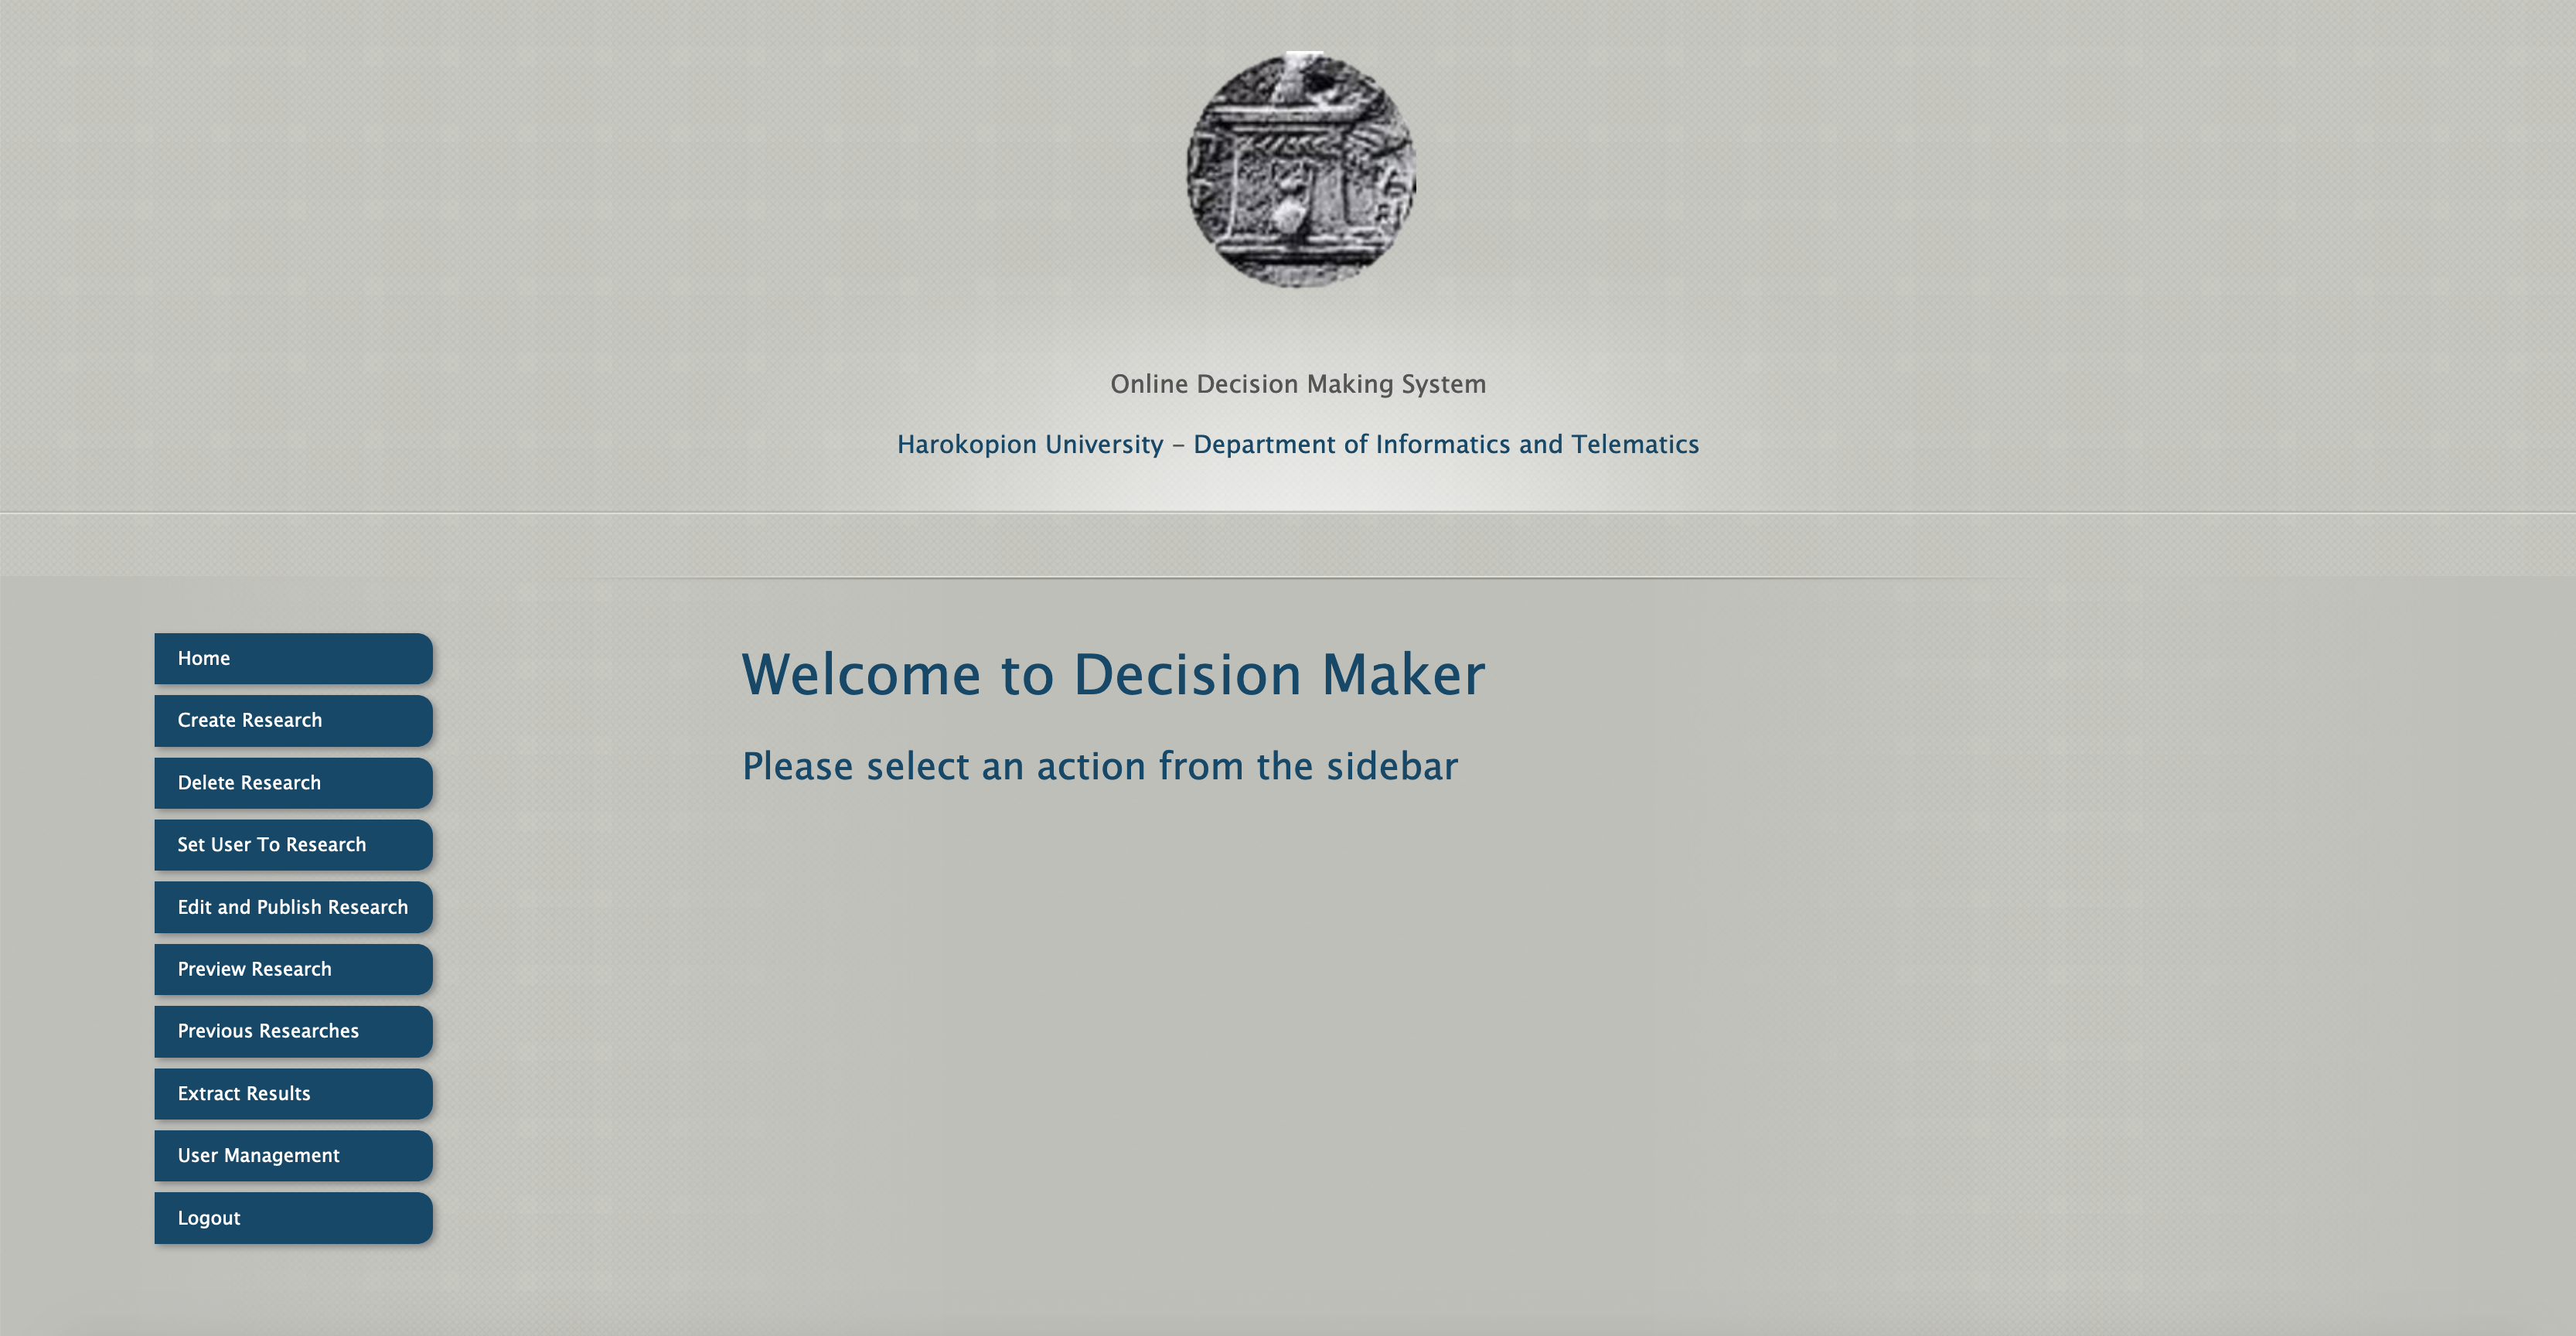 Online Decision Making System
Harokopion University – Department of Informatics and Telematics
Home
Create Research
Delete Research
Set User To Research
Edit and Publish Research
Preview Research
Previous Researches
Extract Results
User Management
Logout
Welcome to Decision Maker
Please select an action from the sidebar